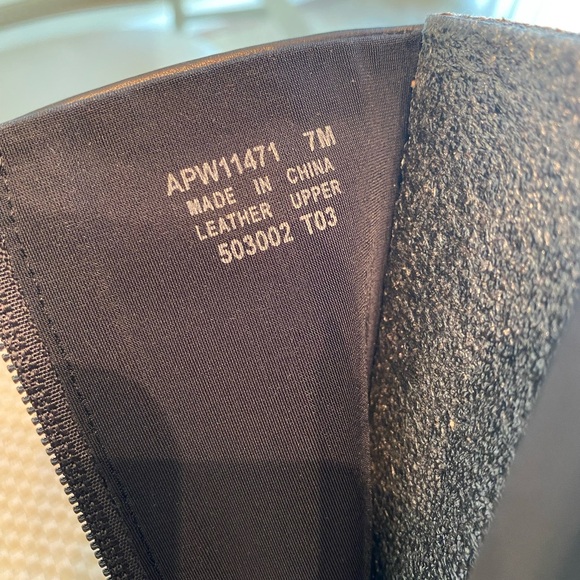 APW11471 7M
MADE IN CHINA
LEATHER UPPER
503002 T03